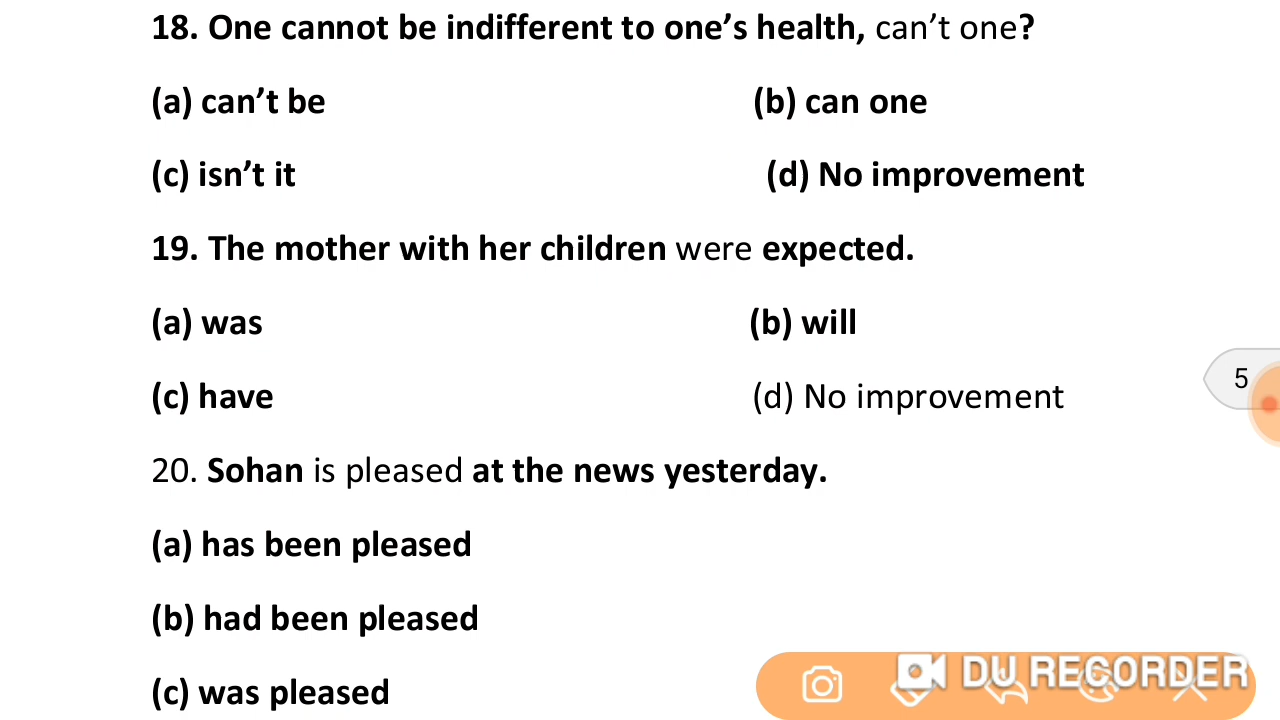 18. One cannot be indifferent to one’s health, can’t one?
(a) can’t be (b) can one
(c) isn’t it (d) No improvement
19. The mother with her children were expected.
(a) was (b) will
5
(c) have (d) No improvement
20. Sohan is pleased at the news yesterday.
(a) has been pleased
(b) had been pleased
(c) was pleased
DU RECORDER